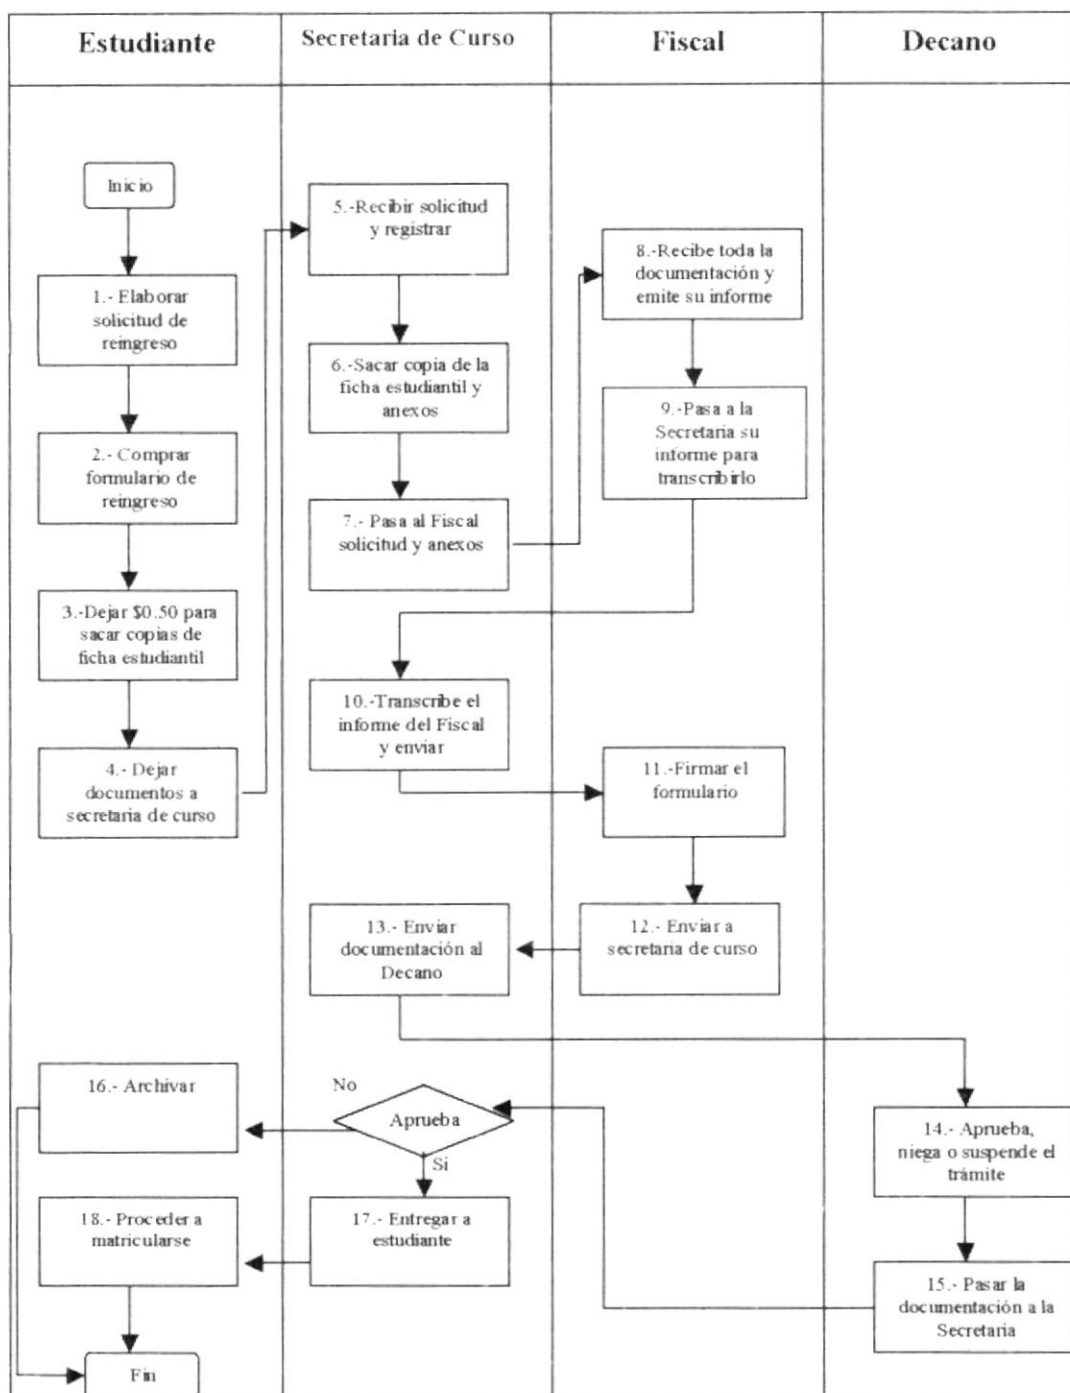 Estudiante
Secretaria de Curso
Fiscal
Decano
Inicio
1.- Elaborar
solicitud de
reingreso
2.- Comprar
formulario de
reingreso
3.-Dejar $0.50 para
sacar copias de
ficha estudiantil
4.- Dejar
documentos a
secretaria de curso
5.-Recibir solicitud
y registrar
6.-Sacar copia de la
ficha estudiantil y
anexos
7.- Pasa al Fiscal
solicitud y anexos
8.-Recibe toda la
documentación y
emite su informe
9.-Pasa a la
Secretaria su
informe para
transcribirlo
10.-Transcribe el
informe del Fiscal
y enviar
11.-Firmar el
formulario
12.- Enviar a
secretaria de curso
13.- Enviar
documentación al
Decano
14.- Aprueba,
niega o suspende el
trámite
15.- Pasar la
documentación a la
Secretaria
Aprueba
No
Si
16.- Archivar
17.- Entregar a
estudiante
18.- Proceder a
matricularse
Fin